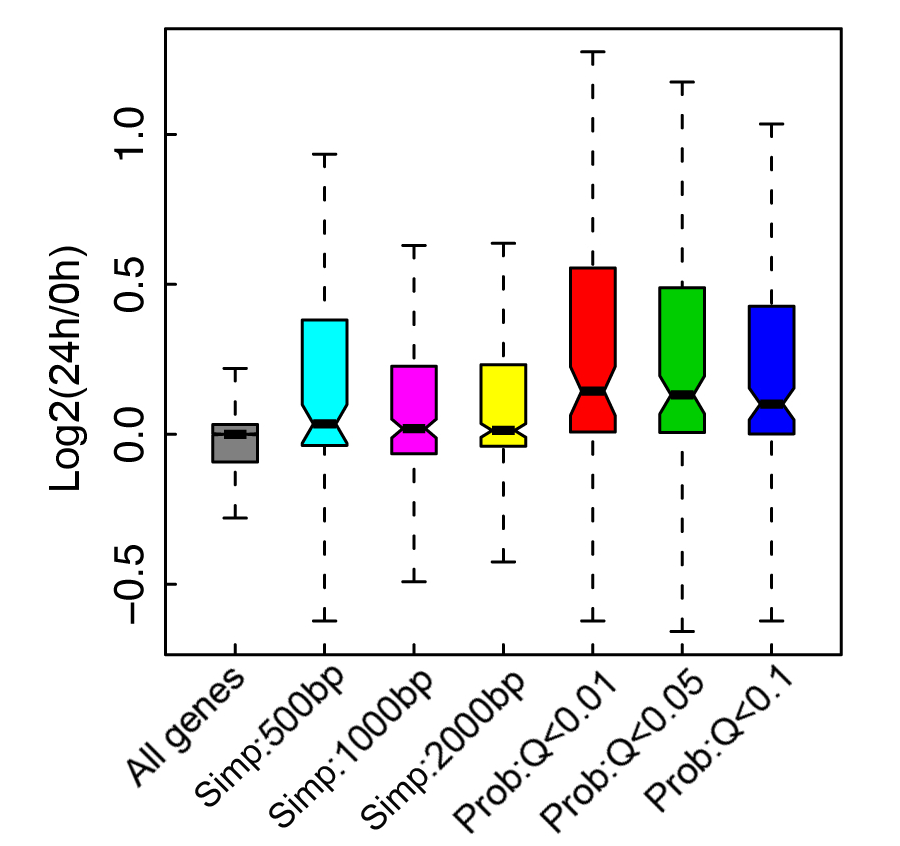 Log2(24h/0h)
1.0
0.5
0.0
−0.5
All genes
Simp:500bp
Simp:1000bp
Simp:2000bp
Prob:Q<0.01
Prob:Q<0.05
Prob:Q<0.1